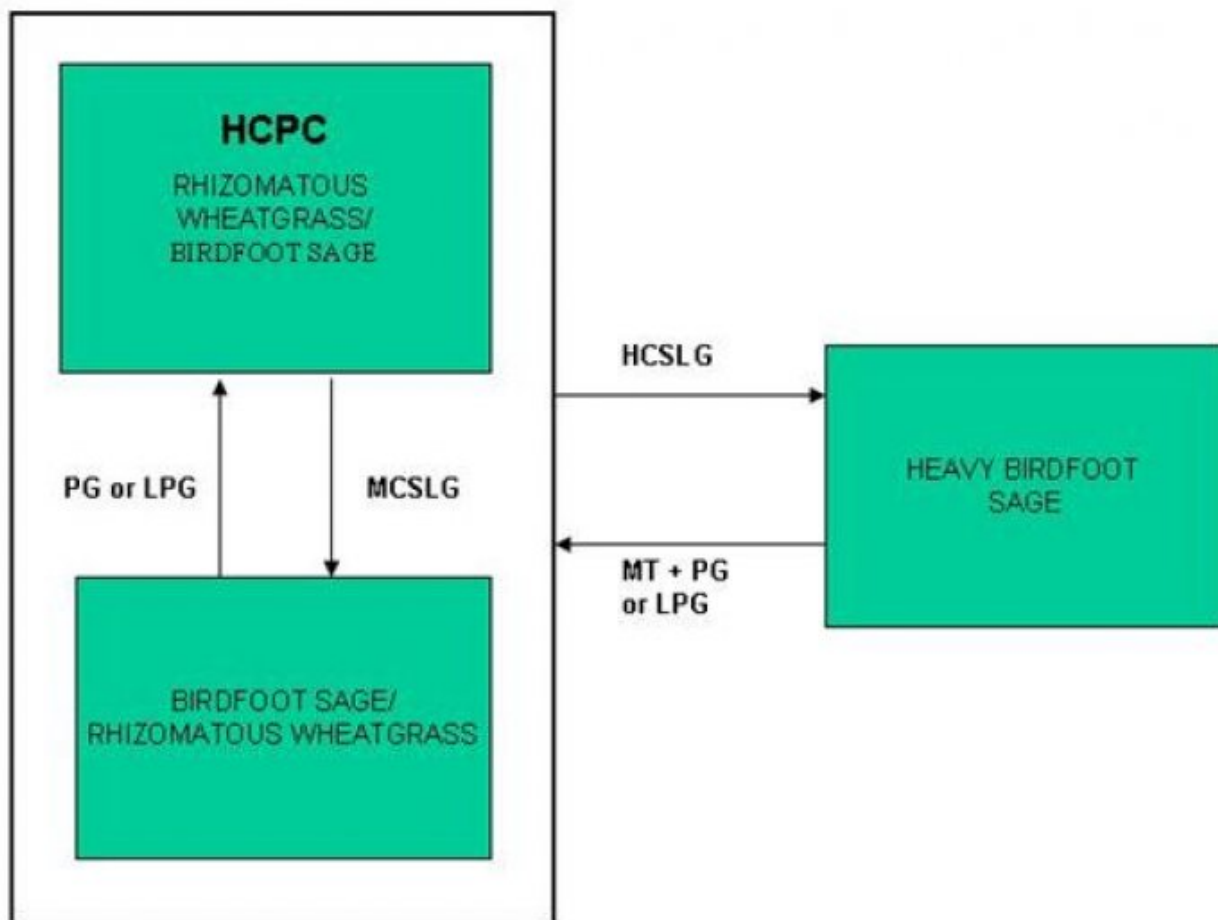 HCPC
RHIZOMATOUS
WHEATGRASS/
BIRDFOOT SAGE
HCSLG
PG or LPG
MCSLG
HEAVY BIRDFOOT
SAGE
MT + PG
or LPG
BIRDFOOT SAGE/
RHIZOMATOUS WHEATGRASS